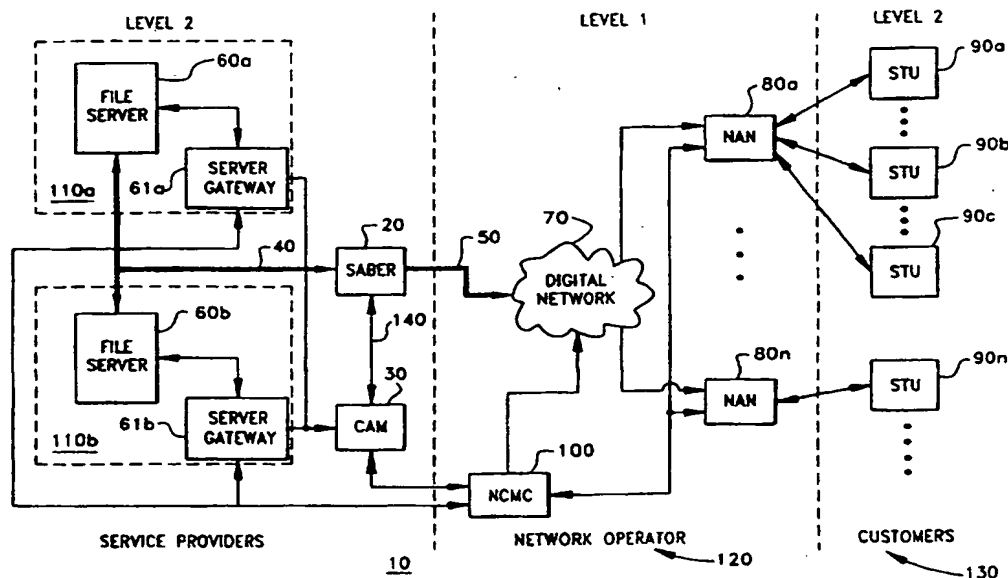 LEVEL 2
LEVEL 1
LEVEL 2
60a
FILE
SERVER
SERVER
GATEWAY
61a
110a
40
20
SABER
50
140
30
CAM
60b
FILE
SERVER
SERVER
GATEWAY
61b
110b
70
DIGITAL
NETWORK
80a
NAN
80n
NAN
100
NCMC
90a
STU
90b
STU
90c
STU
90n
STU
SERVICE PROVIDERS
10
NETWORK OPERATOR
120
CUSTOMERS
130